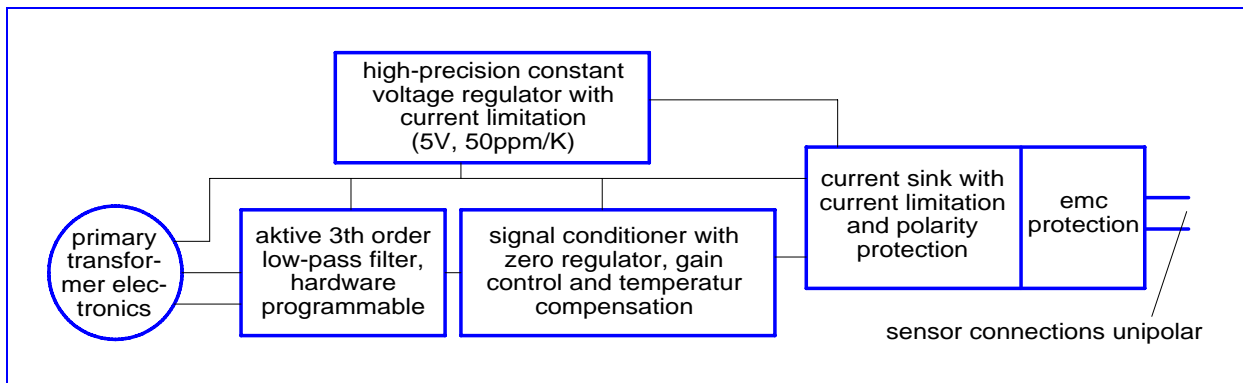 high-precision constant
voltage regulator with
current limitation
(5V, 50ppm/K)
primary
transfor-
mer elec-
tronics
aktive 3th order
low-pass filter,
hardware
programmable
signal conditioner with
zero regulator, gain
control and temperatur
compensation
current sink with
current limitation
and polarity
protection
emc
protection
sensor connections unipolar